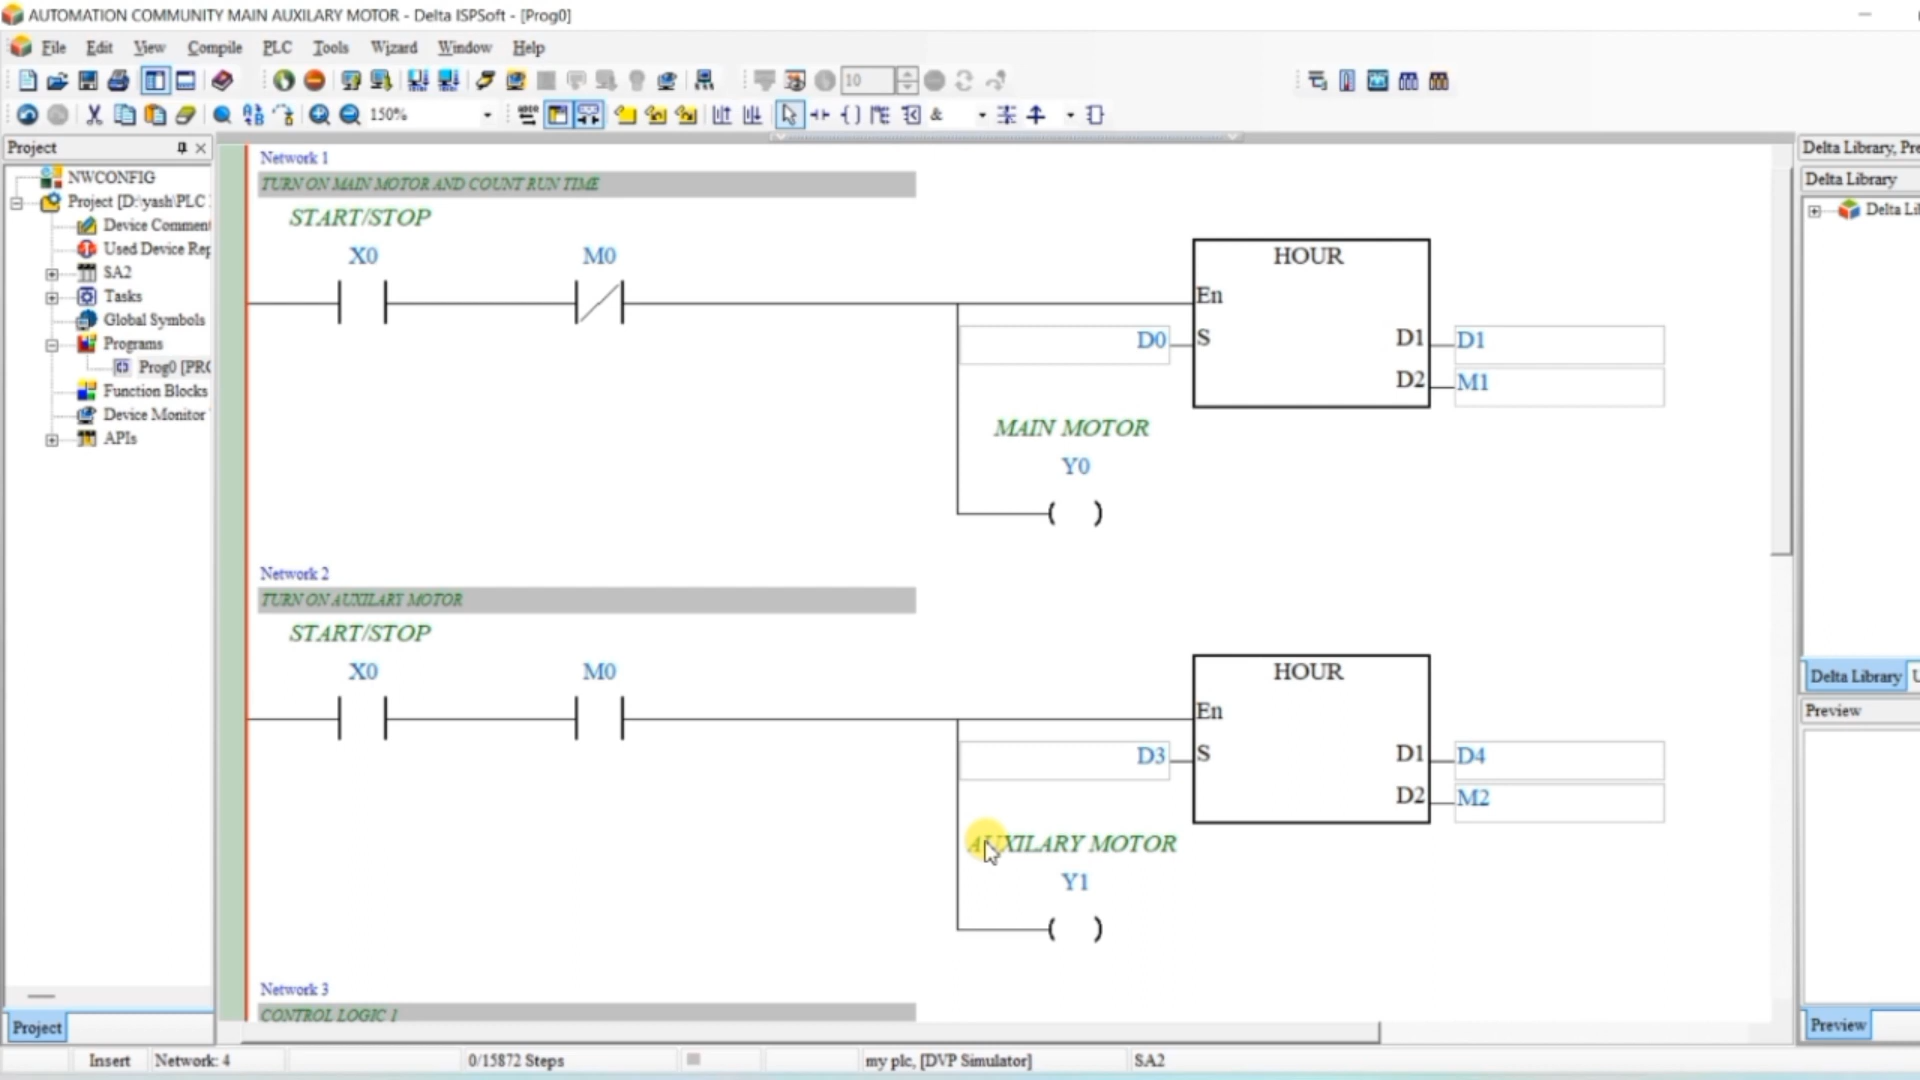 AUTOMATION COMMUNITY MAIN AUXILARY MOTOR - Delta ISPSoft - [Prog0]
File Edit View Compile PLC Tools Wizard Window Help
10
150% &
Project
NWCONFIG
Project [D:\yash\PLC
Device Comment
Used Device Rep
SA2
Tasks
Global Symbols
Programs
Prog0 [PRO
Function Blocks
Device Monitor
APIs
Project
Network 1
TURN ON MAIN MOTOR AND COUNT RUN TIME
START/STOP
X0 M0 HOUR
En
D0 S D1 D1
D2 M1
MAIN MOTOR
Y0
Network 2
TURN ON AUXILARY MOTOR
START/STOP
X0 M0 HOUR
En
D3 S D1 D4
D2 M2
AUXILARY MOTOR
Y1
Network 3
CONTROL LOGIC 1
Delta Library, Pre
Delta Library
Delta Li
Delta Library
Preview
Preview
Insert Network: 4 0/15872 Steps my plc, [DVP Simulator] SA2